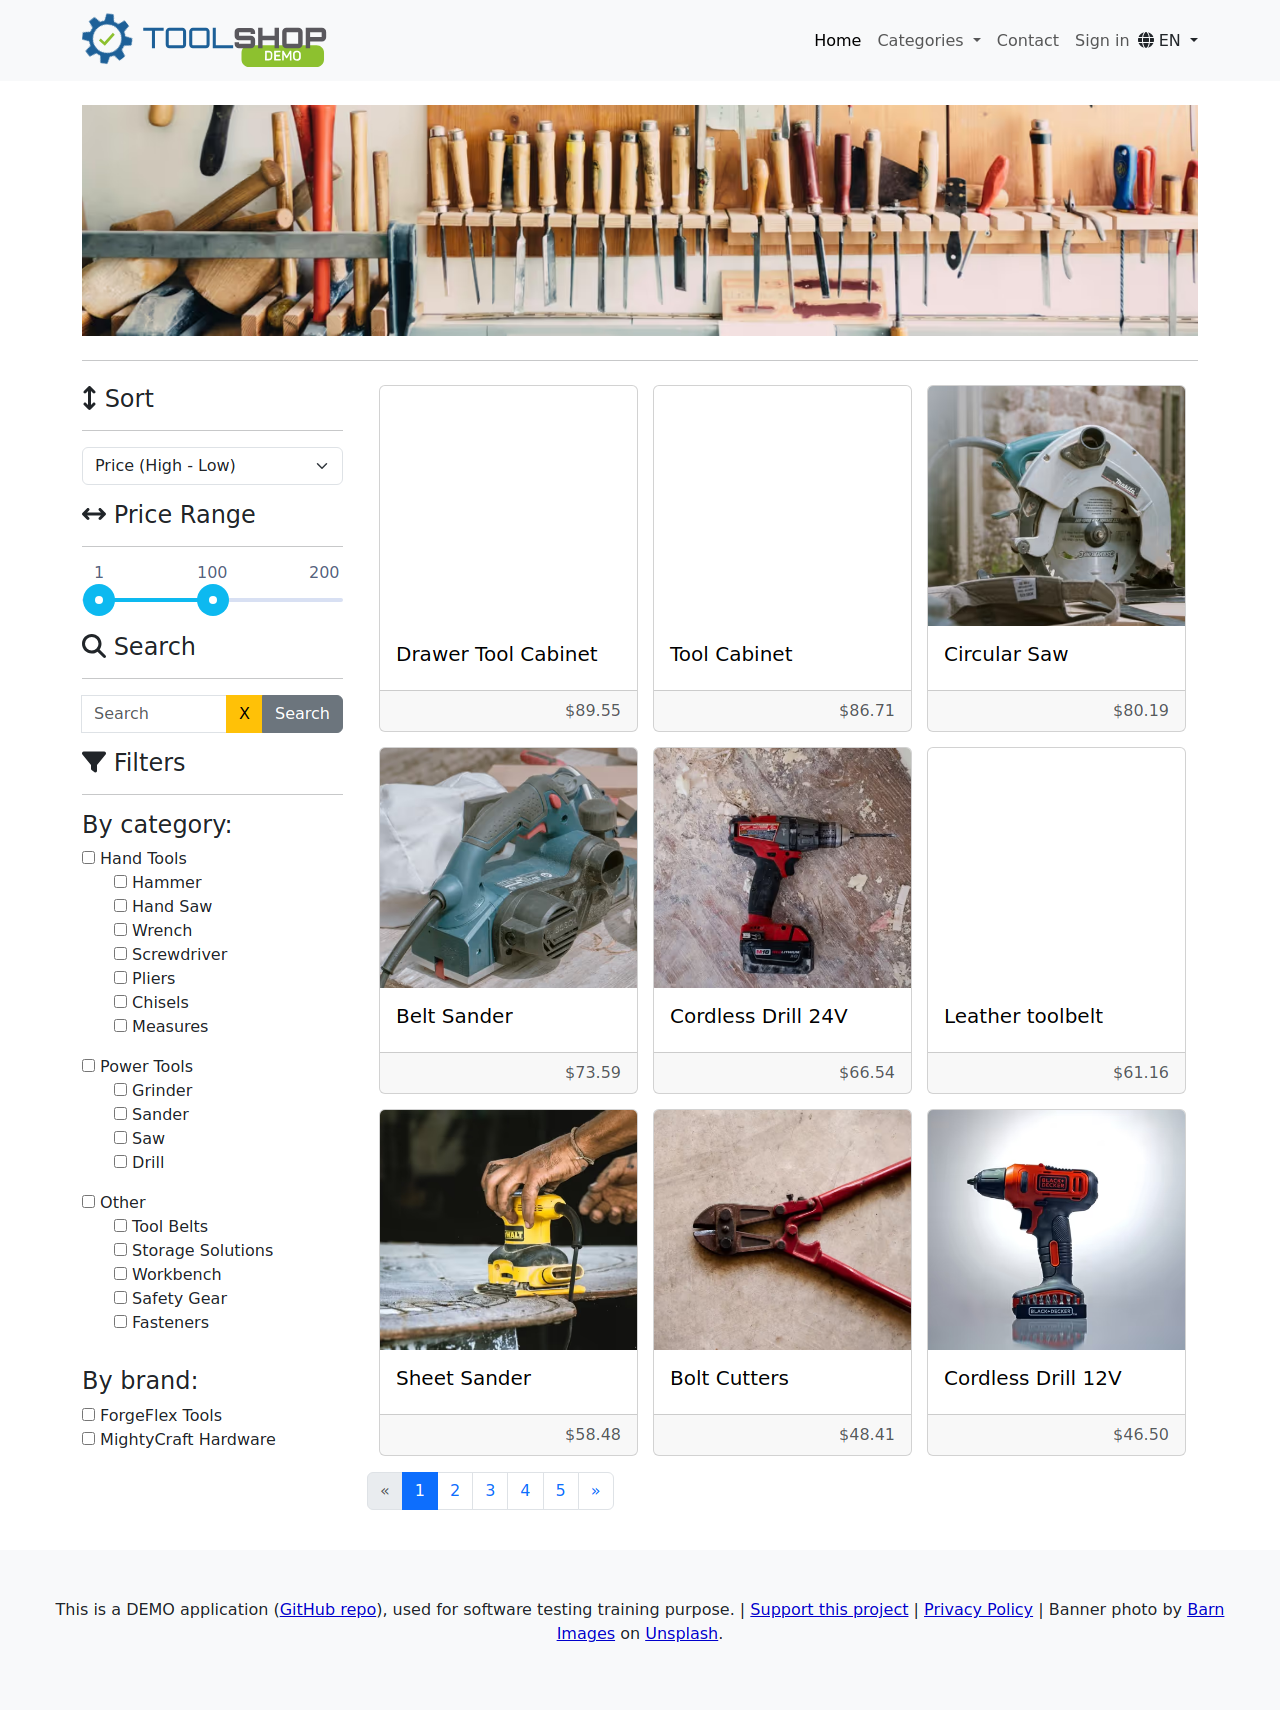 TOOLSHOP
DEMO
Home Categories Contact Sign in EN
Sort
Price (High - Low)
Price Range
1 100 200
Search
Search X Search
Filters
By category:
Hand Tools
Hammer
Hand Saw
Wrench
Screwdriver
Pliers
Chisels
Measures
Power Tools
Grinder
Sander
Saw
Drill
Other
Tool Belts
Storage Solutions
Workbench
Safety Gear
Fasteners
By brand:
ForgeFlex Tools
MightyCraft Hardware
Drawer Tool Cabinet
$89.55
Tool Cabinet
$86.71
makita
Circular Saw
$80.19
Belt Sander
$73.59
Cordless Drill 24V
$66.54
Leather toolbelt
$61.16
DEWALT
Sheet Sander
$58.48
Bolt Cutters
$48.41
BLACK+DECKER
BLACK+DECKER
Cordless Drill 12V
$46.50
« 1 2 3 4 5 »
This is a DEMO application (GitHub repo), used for software testing training purpose. | Support this project | Privacy Policy | Banner photo by Barn
Images on Unsplash.